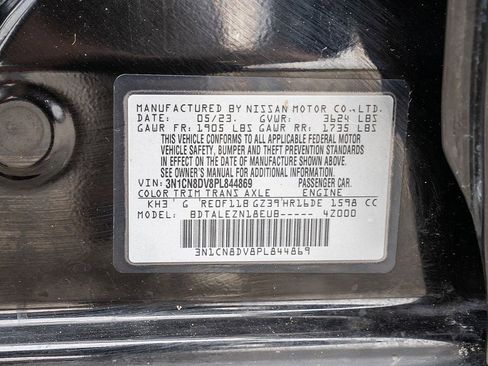 MANUFACTURED BY NISSAN MOTOR CO.,LTD.
DATE: 05/23. GVWR: 3624 LBS
GAWR FR: 1905 LBS GAWR RR: 1735 LBS
THIS VEHICLE CONFORMS TO ALL APPLICABLE FEDERAL MOTOR
VEHICLE SAFETY, BUMPER AND THEFT PREVENTION STANDARDS
IN EFFECT ON THE DATE OF MANUFACTURE SHOWN ABOVE.
SEE OWNER'S MANUAL FOR ADDITIONAL INFORMATION.
VIN: 3N1CN8DV8PL844869 PASSENGER CAR.
COLOR TRIM TRANS AXLE ENGINE
KH3 G RE0F11B GZ39 HR16DE 1598 CC
MODEL: BDTALEZN18EUB----- 4Z000
3N1CN8DV8PL844869